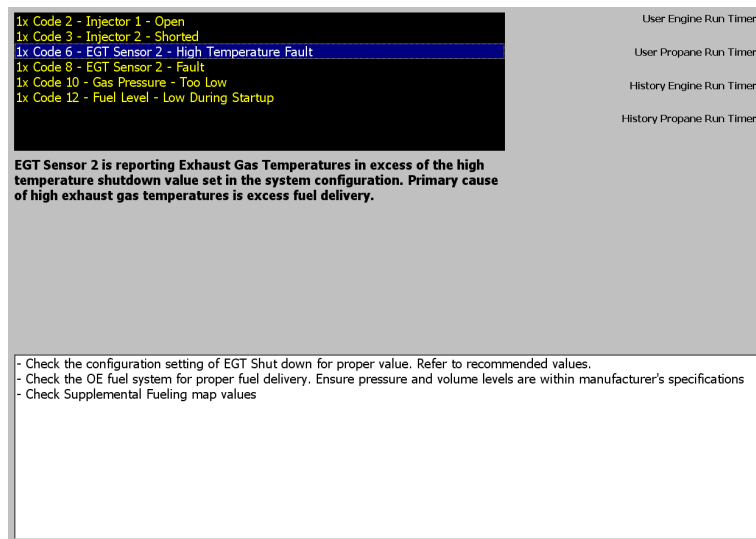 1x Code 2 - Injector 1 - Open
1x Code 3 - Injector 2 - Shorted
1x Code 6 - EGT Sensor 2 - High Temperature Fault
1x Code 8 - EGT Sensor 2 - Fault
1x Code 10 - Gas Pressure - Too Low
1x Code 12 - Fuel Level - Low During Startup
User Engine Run Timer
User Propane Run Timer
History Engine Run Timer
History Propane Run Timer
EGT Sensor 2 is reporting Exhaust Gas Temperatures in excess of the high
temperature shutdown value set in the system configuration. Primary cause
of high exhaust gas temperatures is excess fuel delivery.
- Check the configuration setting of EGT Shut down for proper value. Refer to recommended values.
- Check the OE fuel system for proper fuel delivery. Ensure pressure and volume levels are within manufacturer's specifications
- Check Supplemental Fueling map values